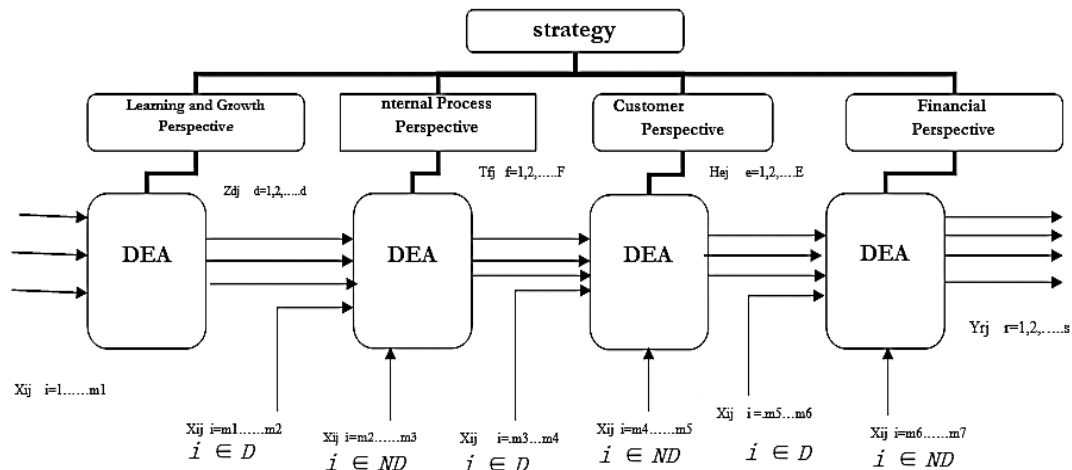 strategy
Learning and Growth
Perspective
nternal Process
Perspective
Customer
Perspective
Financial
Perspective
Zdj d=1,2,.....d
Tfj f=1,2,.....F
Hej e=1,2,....E
DEA
DEA
DEA
DEA
Yrj r=1,2,.....s
Xij i=1......m1
Xij i=m1......m2
i ∈ D
Xij i=m2......m3
i ∈ ND
Xij i=.m3...m4
i ∈ D
Xij i=m4......m5
i ∈ ND
Xij i=.m5...m6
i ∈ D
Xij i=m6......m7
i ∈ ND